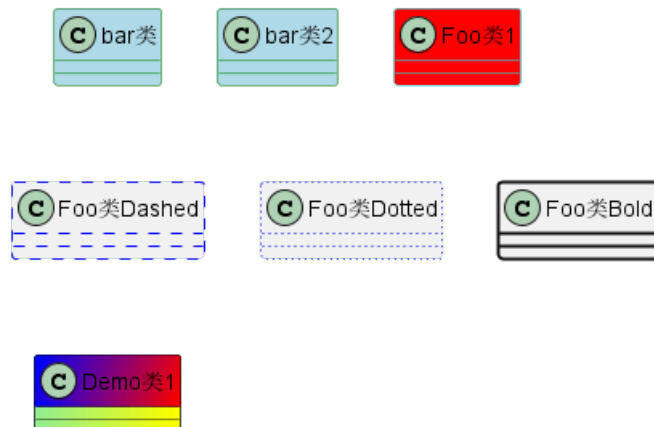 C bar类
C bar类2
C Foo类1
C Foo类Dashed
C Foo类Dotted
C Foo类Bold
C Demo类1